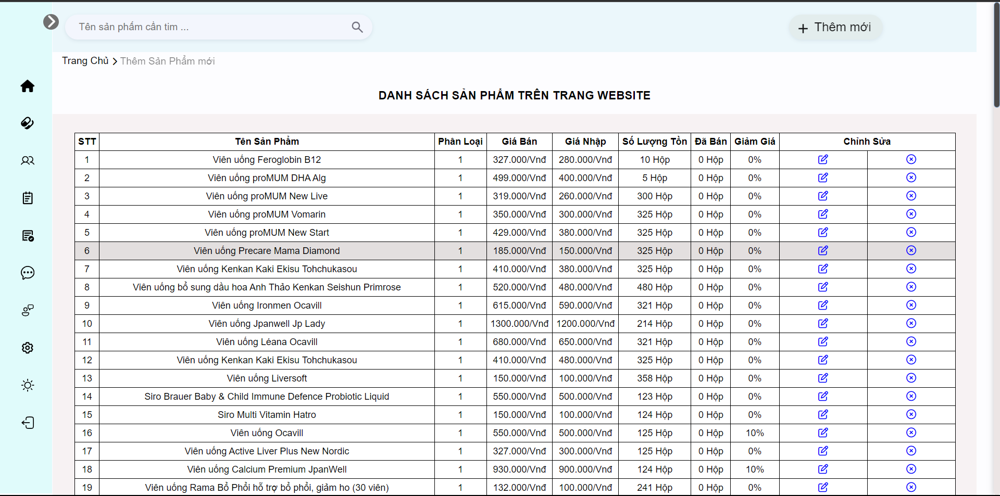 Tên sản phẩm cần tìm ...
+ Thêm mới
Trang Chủ > Thêm Sản Phẩm mới
DANH SÁCH SẢN PHẨM TRÊN TRANG WEBSITE
STT Tên Sản Phẩm Phân Loại Giá Bán Giá Nhập Số Lượng Tồn Đã Bán Giảm Giá Chỉnh Sửa
1 Viên uống Feroglobin B12 1 327.000/Vnđ 280.000/Vnđ 10 Hộp 0 Hộp 0%
2 Viên uống proMUM DHA Alg 1 499.000/Vnđ 400.000/Vnđ 5 Hộp 0 Hộp 0%
3 Viên uống proMUM New Live 1 319.000/Vnđ 260.000/Vnđ 300 Hộp 0 Hộp 0%
4 Viên uống proMUM Vomarin 1 350.000/Vnđ 300.000/Vnđ 325 Hộp 0 Hộp 0%
5 Viên uống proMUM New Start 1 429.000/Vnđ 380.000/Vnđ 325 Hộp 0 Hộp 0%
6 Viên uống Precare Mama Diamond 1 185.000/Vnđ 150.000/Vnđ 325 Hộp 0 Hộp 0%
7 Viên uống Kenkan Kaki Ekisu Tohchukasou 1 410.000/Vnđ 380.000/Vnđ 325 Hộp 0 Hộp 0%
8 Viên uống bổ sung dầu hoa Anh Thảo Kenkan Seishun Primrose 1 520.000/Vnđ 480.000/Vnđ 480 Hộp 0 Hộp 0%
9 Viên uống Ironmen Ocavill 1 615.000/Vnđ 590.000/Vnđ 321 Hộp 0 Hộp 0%
10 Viên uống Jpanwell Jp Lady 1 1300.000/Vnđ 1200.000/Vnđ 214 Hộp 0 Hộp 0%
11 Viên uống Léana Ocavill 1 680.000/Vnđ 650.000/Vnđ 321 Hộp 0 Hộp 0%
12 Viên uống Kenkan Kaki Ekisu Tohchukasou 1 410.000/Vnđ 480.000/Vnđ 325 Hộp 0 Hộp 0%
13 Viên uống Liversoft 1 150.000/Vnđ 100.000/Vnđ 358 Hộp 0 Hộp 0%
14 Siro Brauer Baby & Child Immune Defence Probiotic Liquid 1 550.000/Vnđ 500.000/Vnđ 123 Hộp 0 Hộp 0%
15 Siro Multi Vitamin Hatro 1 150.000/Vnđ 100.000/Vnđ 124 Hộp 0 Hộp 0%
16 Viên uống Ocavill 1 550.000/Vnđ 500.000/Vnđ 125 Hộp 0 Hộp 10%
17 Viên uống Active Liver Plus New Nordic 1 327.000/Vnđ 300.000/Vnđ 125 Hộp 0 Hộp 0%
18 Viên uống Calcium Premium JpanWell 1 930.000/Vnđ 900.000/Vnđ 124 Hộp 0 Hộp 10%
19 Viên uống Rama Bổ Phổi hỗ trợ bổ phổi, giảm ho (30 viên) 1 132.000/Vnđ 100.000/Vnđ 241 Hộp 0 Hộp 0%